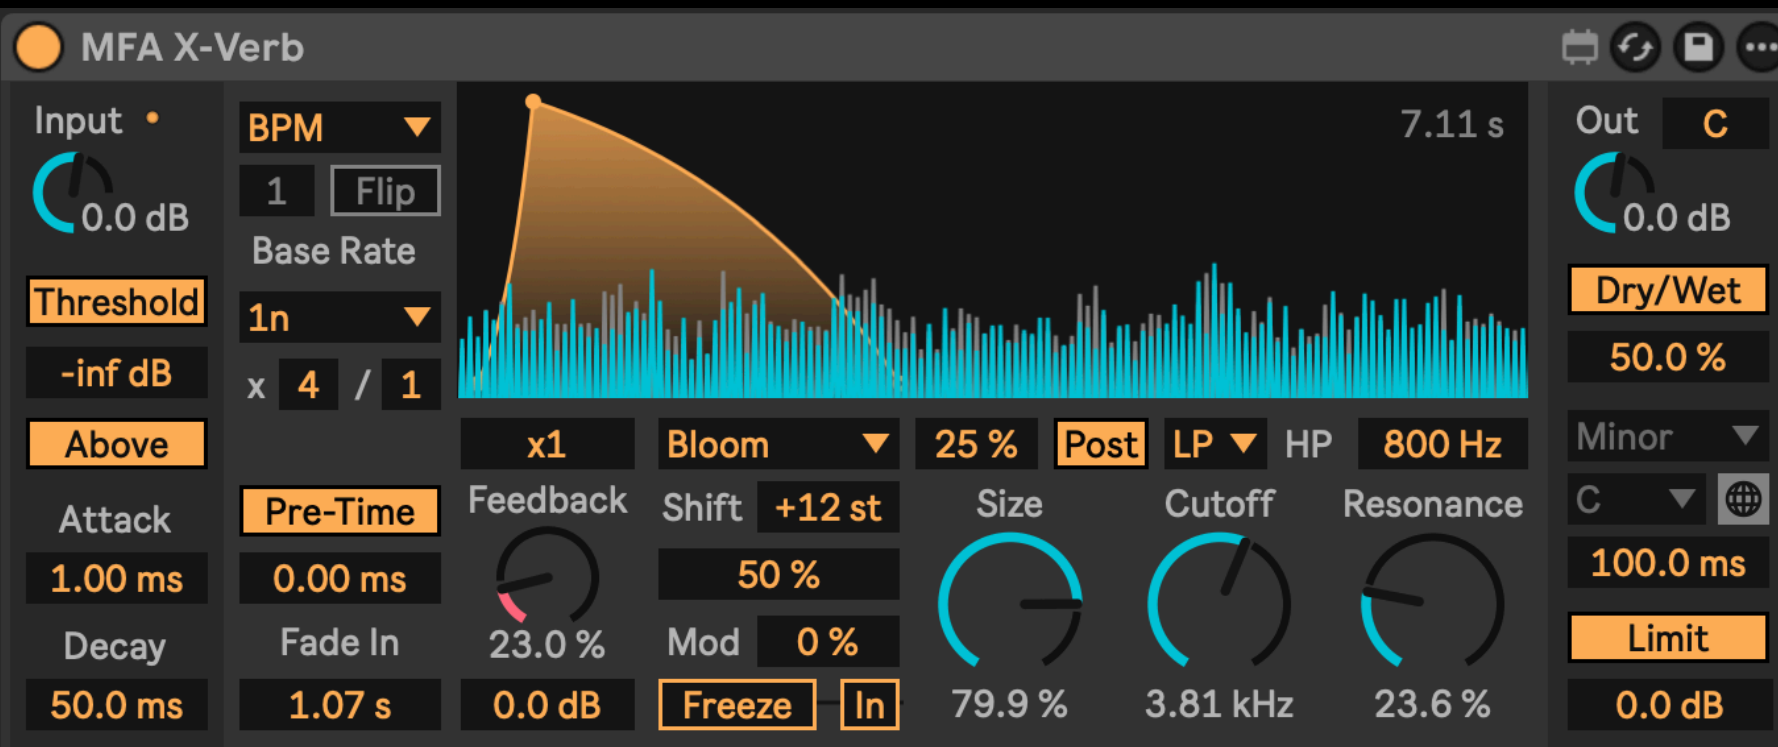 MFA X-Verb
Input
0.0 dB
Threshold
-inf dB
Above
Attack
1.00 ms
Decay
50.0 ms
BPM
1 Flip
Base Rate
1n
x 4 / 1
Pre-Time
0.00 ms
Fade In
1.07 s
7.11 s
x1 Bloom 25 % Post LP HP 800 Hz
Feedback
23.0 %
0.0 dB
Shift +12 st
50 %
Mod 0 %
Freeze In
Size
79.9 %
Cutoff
3.81 kHz
Resonance
23.6 %
Out C
0.0 dB
Dry/Wet
50.0 %
Minor
C
100.0 ms
Limit
0.0 dB